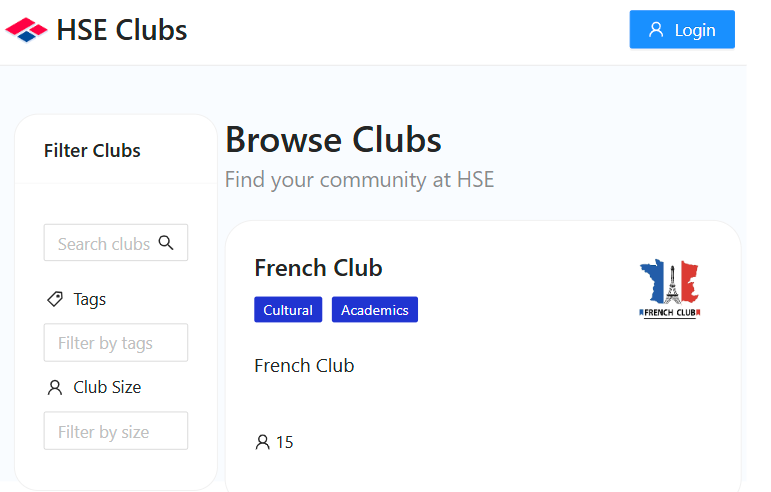 HSE Clubs
Login
Filter Clubs
Search clubs
Tags
Filter by tags
Club Size
Filter by size
Browse Clubs
Find your community at HSE
French Club
Cultural
Academics
FRENCH CLUB
French Club
15